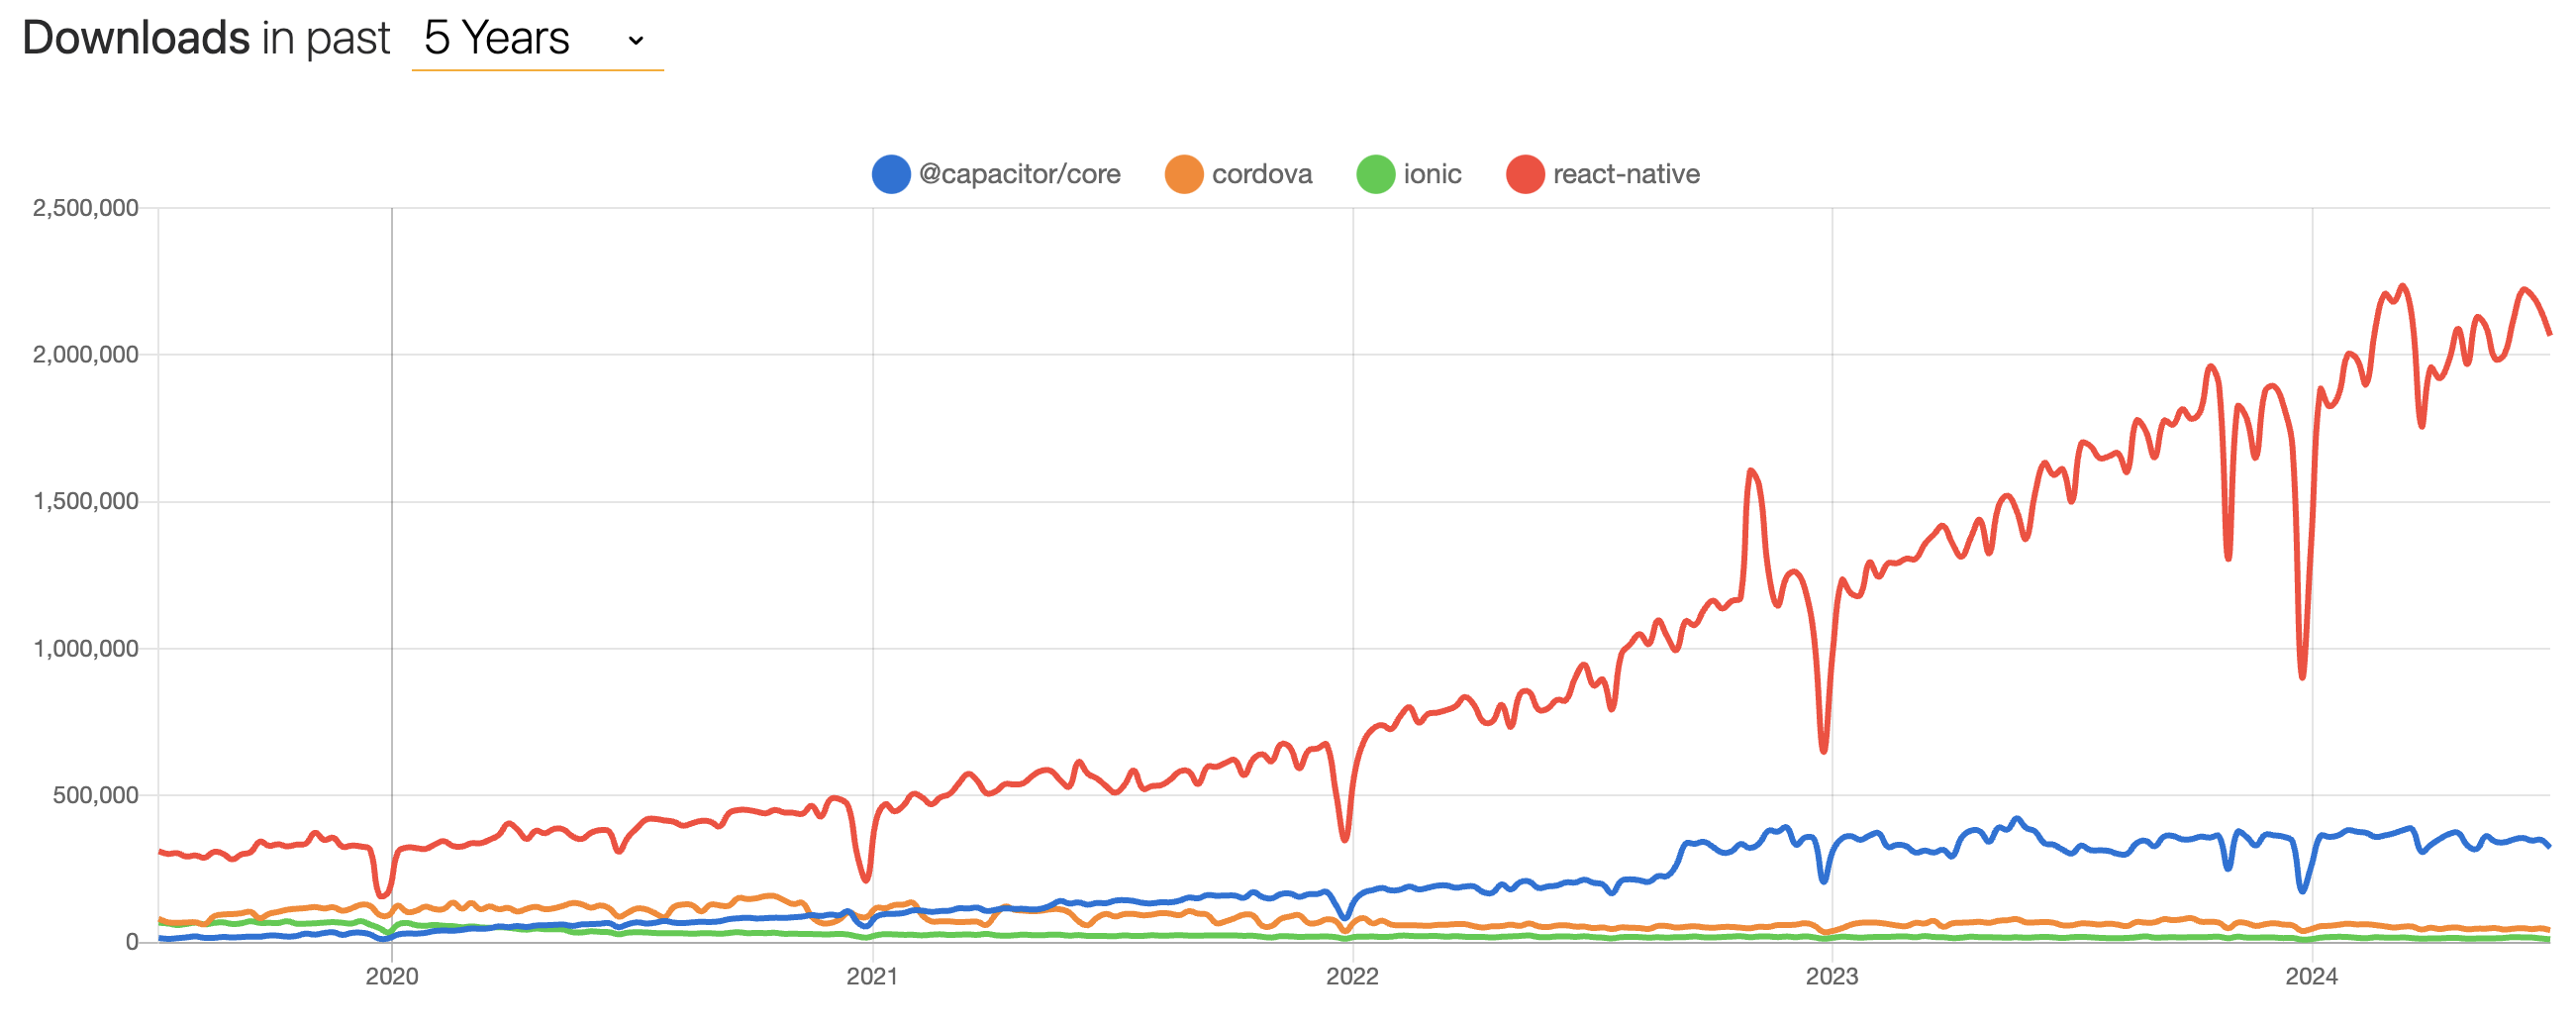 Downloads in past 5 Years
@capacitor/core cordova ionic react-native
2,500,000
2,000,000
1,500,000
1,000,000
500,000
0
2020 2021 2022 2023 2024